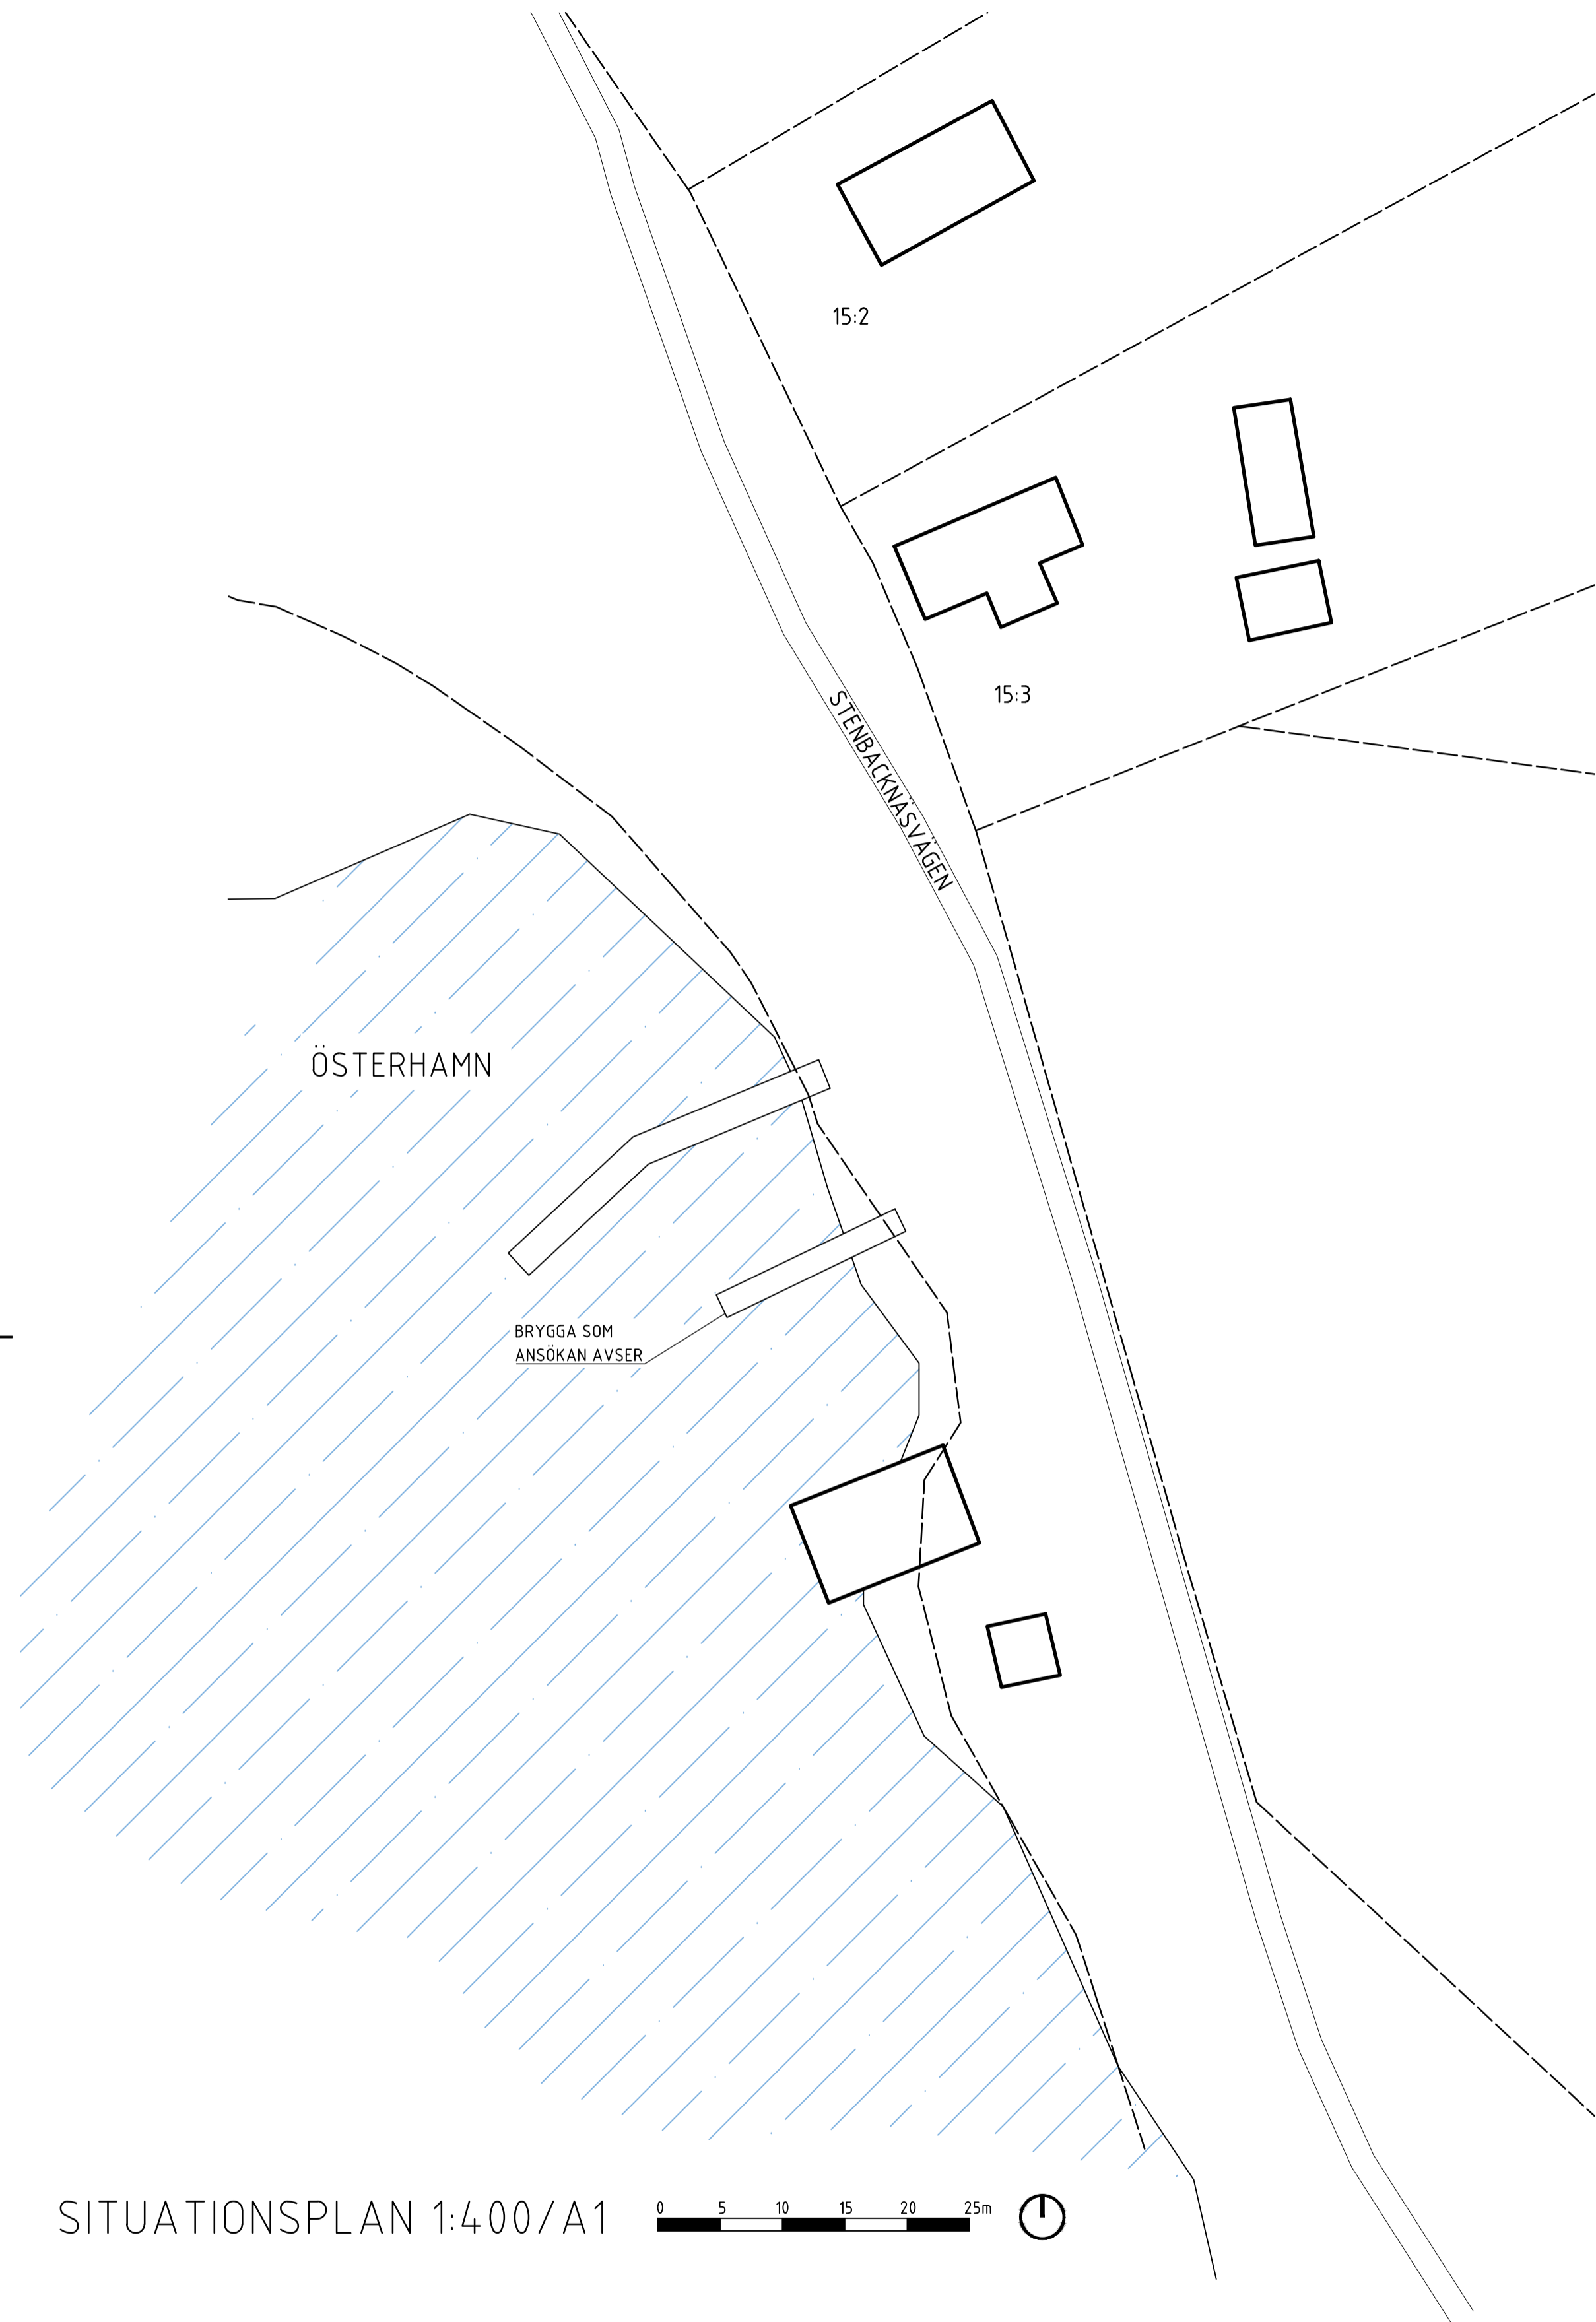 15:2
15:3
STENBACKNÄSVÄGEN
ÖSTERHAMN
BRYGGA SOM
ANSÖKAN AVSER
SITUATIONSPLAN 1:400/A1
0 5 10 15 20 25m